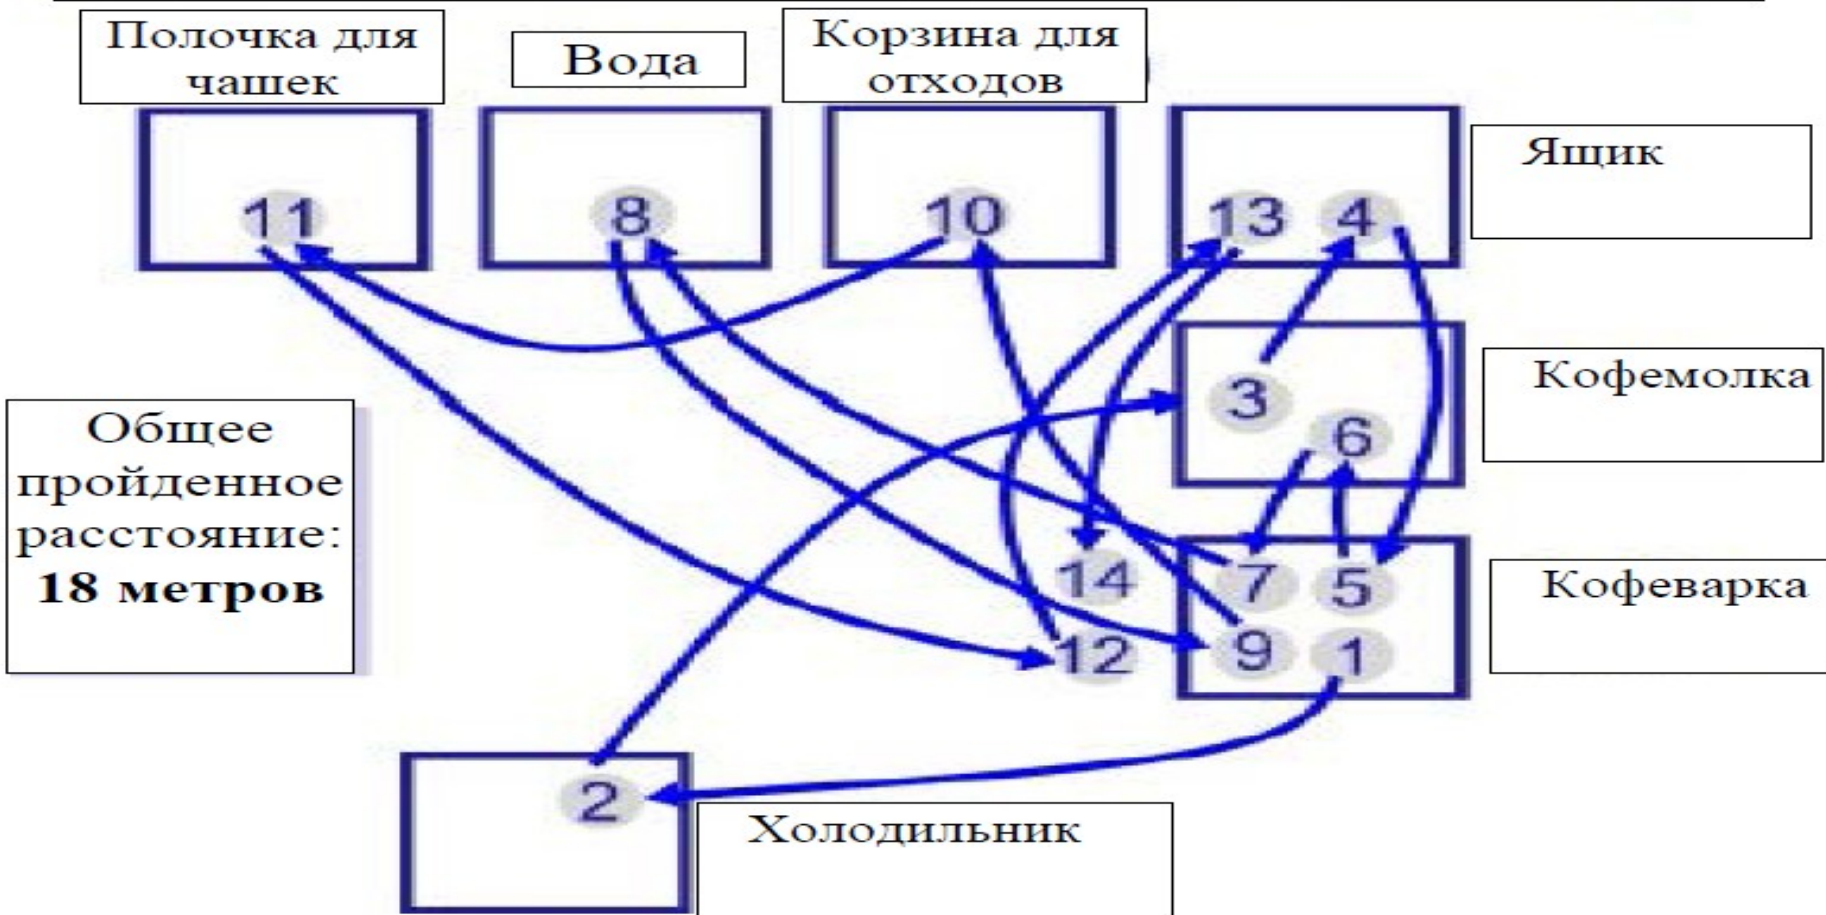 Полочка для
чашек
Вода
Корзина для
отходов
11
8
10
13
4
Ящик
3
Кофемолка
6
Общее
пройденное
расстояние:
18 метров
14
7
5
Кофеварка
12
9
1
2
Холодильник